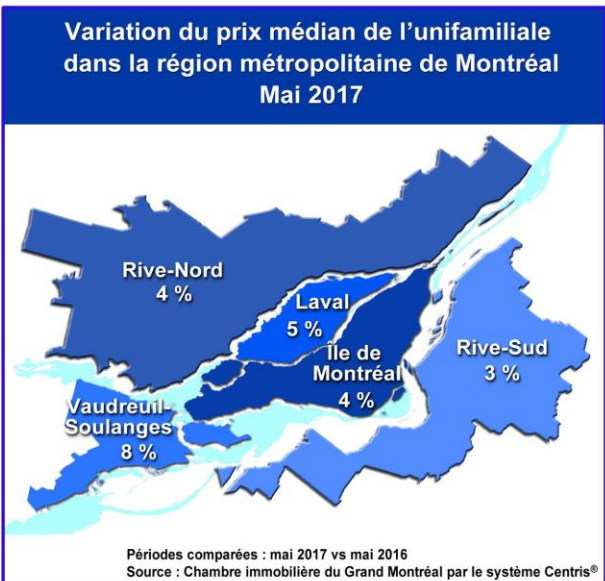 Variation du prix médian de l'unifamiliale
dans la région métropolitaine de Montréal
Mai 2017
Rive-Nord
4 %
Laval
5 %
Île de
Montréal
4 %
Rive-Sud
3 %
Vaudreuil-
Soulanges
8 %
Périodes comparées : mai 2017 vs mai 2016
Source : Chambre immobilière du Grand Montréal par le système Centris®